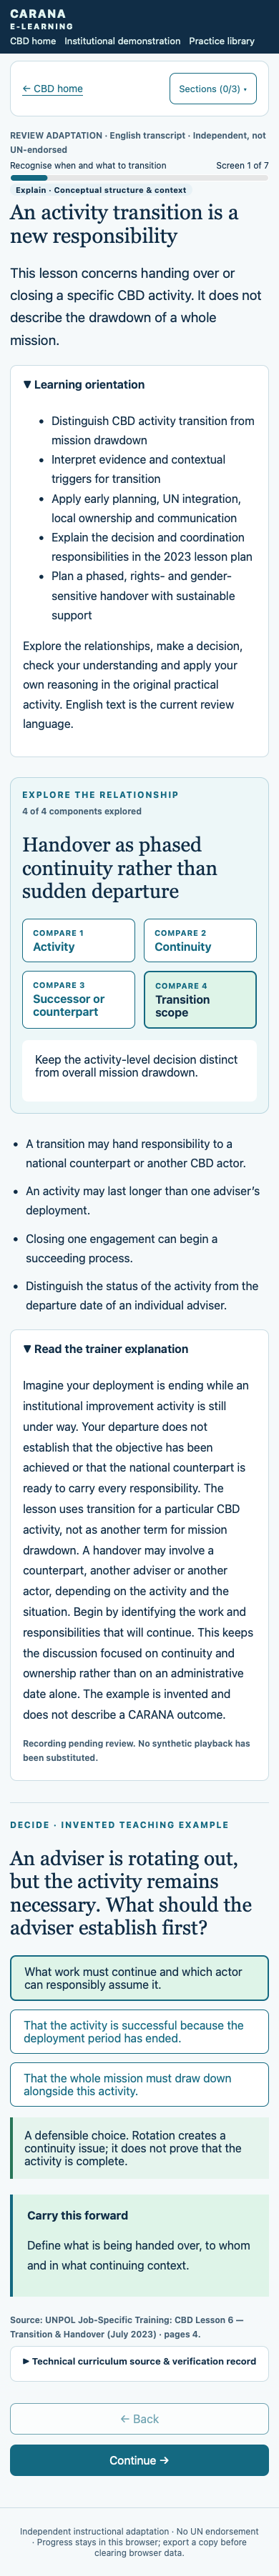 CARANA
E-LEARNING
CBD home Institutional demonstration Practice library
← CBD home
Sections (0/3) •
REVIEW ADAPTATION · English transcript · Independent, not
UN-endorsed
Recognise when and what to transition Screen 1 of 7
Explain · Conceptual structure & context
An activity transition is a
new responsibility
This lesson concerns handing over or
closing a specific CBD activity. It does not
describe the drawdown of a whole
mission.
▼ Learning orientation
• Distinguish CBD activity transition from
mission drawdown
• Interpret evidence and contextual
triggers for transition
• Apply early planning, UN integration,
local ownership and communication
• Explain the decision and coordination
responsibilities in the 2023 lesson plan
• Plan a phased, rights- and gender-
sensitive handover with sustainable
support
Explore the relationships, make a decision,
check your understanding and apply your
own reasoning in the original practical
activity. English text is the current review
language.
EXPLORE THE RELATIONSHIP
4 of 4 components explored
Handover as phased
continuity rather than
sudden departure
COMPARE 1
Activity
COMPARE 2
Continuity
COMPARE 3
Successor or
counterpart
COMPARE 4
Transition
scope
Keep the activity-level decision distinct
from overall mission drawdown.
• A transition may hand responsibility to a
national counterpart or another CBD actor.
• An activity may last longer than one adviser's
deployment.
• Closing one engagement can begin a
succeeding process.
• Distinguish the status of the activity from the
departure date of an individual adviser.
▼ Read the trainer explanation
Imagine your deployment is ending while an
institutional improvement activity is still
under way. Your departure does not
establish that the objective has been
achieved or that the national counterpart is
ready to carry every responsibility. The
lesson uses transition for a particular CBD
activity, not as another term for mission
drawdown. A handover may involve a
counterpart, another adviser or another
actor, depending on the activity and the
situation. Begin by identifying the work and
responsibilities that will continue. This keeps
the discussion focused on continuity and
ownership rather than on an administrative
date alone. The example is invented and
does not describe a CARANA outcome.
Recording pending review. No synthetic playback has
been substituted.
DECIDE · INVENTED TEACHING EXAMPLE
An adviser is rotating out,
but the activity remains
necessary. What should the
adviser establish first?
What work must continue and which actor
can responsibly assume it.
That the activity is successful because the
deployment period has ended.
That the whole mission must draw down
alongside this activity.
A defensible choice. Rotation creates a
continuity issue; it does not prove that the
activity is complete.
Carry this forward
Define what is being handed over, to whom
and in what continuing context.
Source: UNPOL Job-Specific Training: CBD Lesson 6 —
Transition & Handover (July 2023) · pages 4.
▶ Technical curriculum source & verification record
← Back
Continue →
Independent instructional adaptation · No UN endorsement
· Progress stays in this browser; export a copy before
clearing browser data.